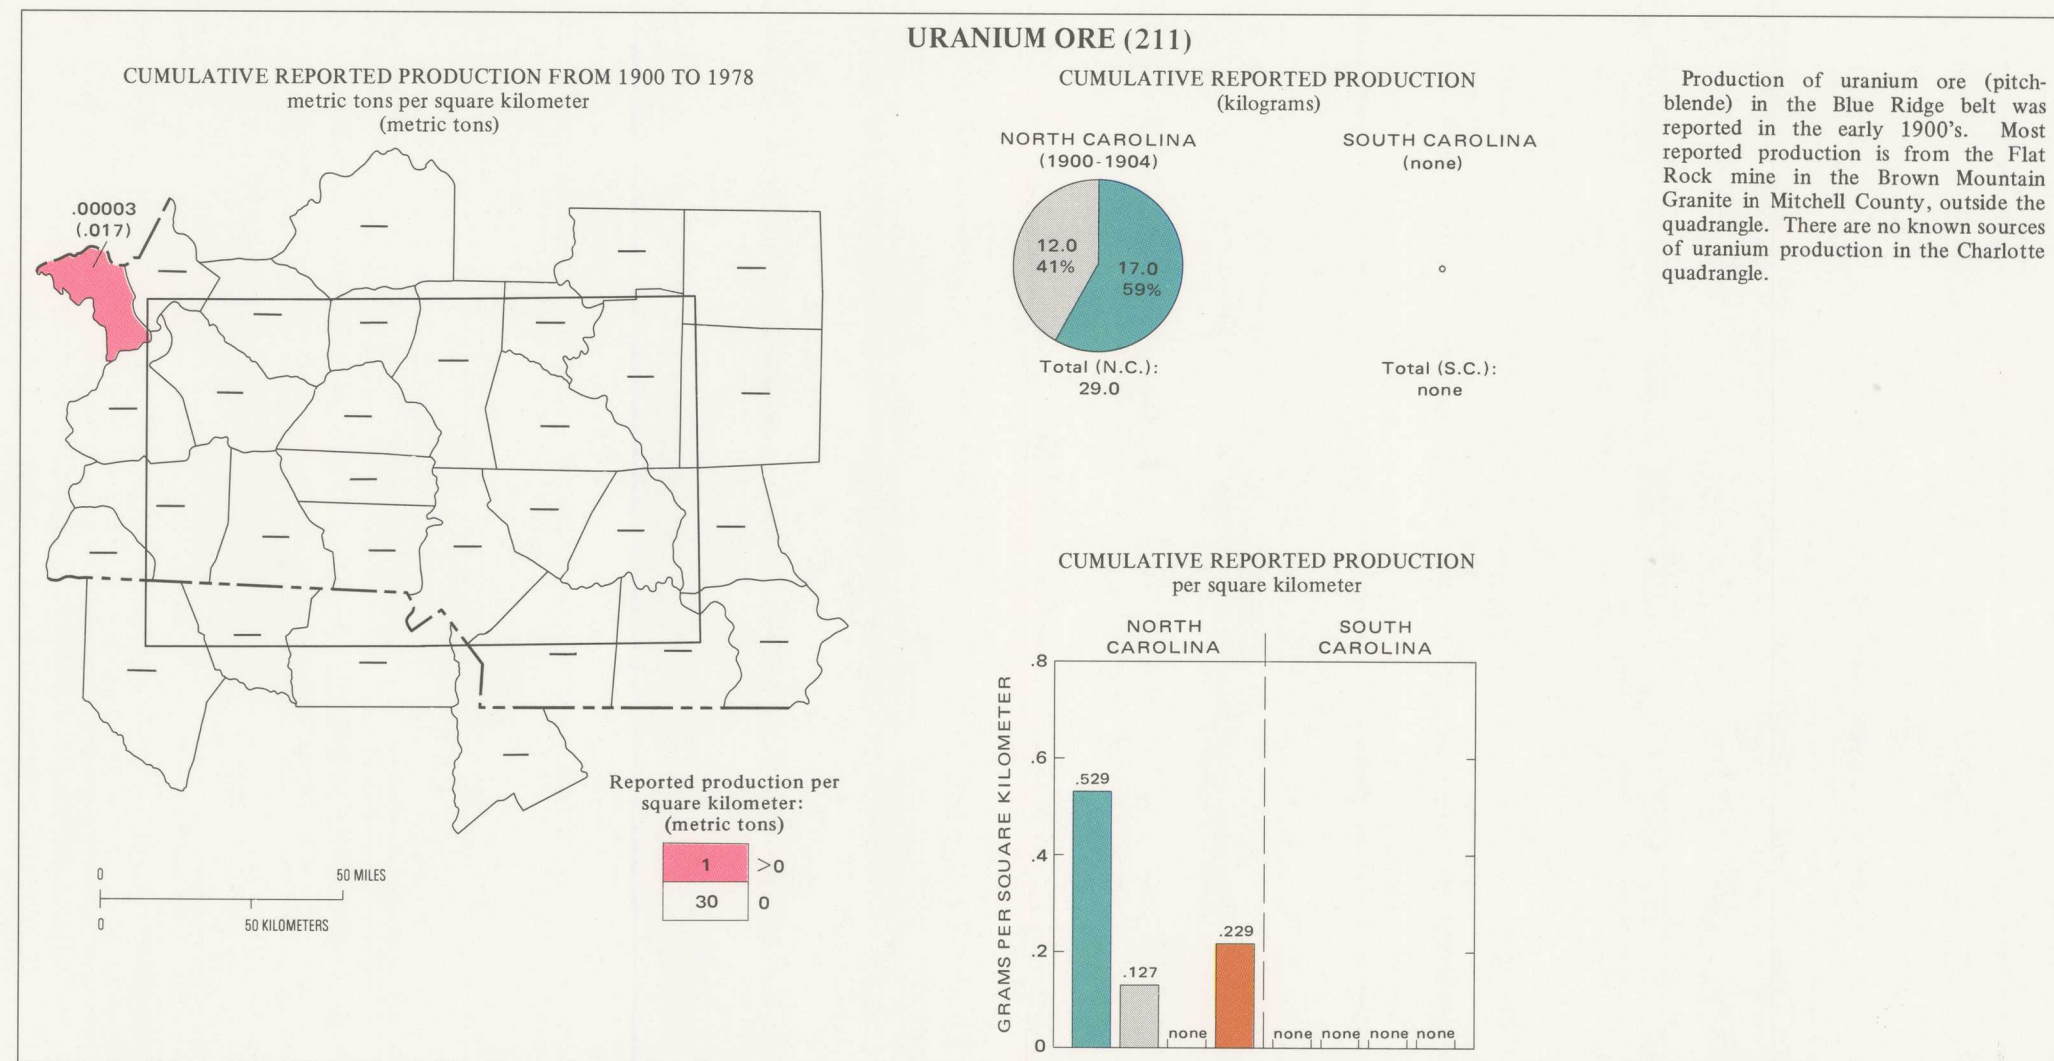 URANIUM ORE (211)
CUMULATIVE REPORTED PRODUCTION FROM 1900 TO 1978
metric tons per square kilometer
(metric tons)
.00003
(.017)
Reported production per
square kilometer:
(metric tons)
1 >0
30 0
0 50 MILES
0 50 KILOMETERS
CUMULATIVE REPORTED PRODUCTION
(kilograms)
NORTH CAROLINA
(1900-1904)
12.0
41%
17.0
59%
Total (N.C.):
29.0
SOUTH CAROLINA
(none)
Total (S.C.):
none
CUMULATIVE REPORTED PRODUCTION
per square kilometer
NORTH
CAROLINA
SOUTH
CAROLINA
GRAMS PER SQUARE KILOMETER
.8
.6
.4
.2
0
.529
.127
none
.229
none none none none
Production of uranium ore (pitch-
blende) in the Blue Ridge belt was
reported in the early 1900's. Most
reported production is from the Flat
Rock mine in the Brown Mountain
Granite in Mitchell County, outside the
quadrangle. There are no known sources
of uranium production in the Charlotte
quadrangle.